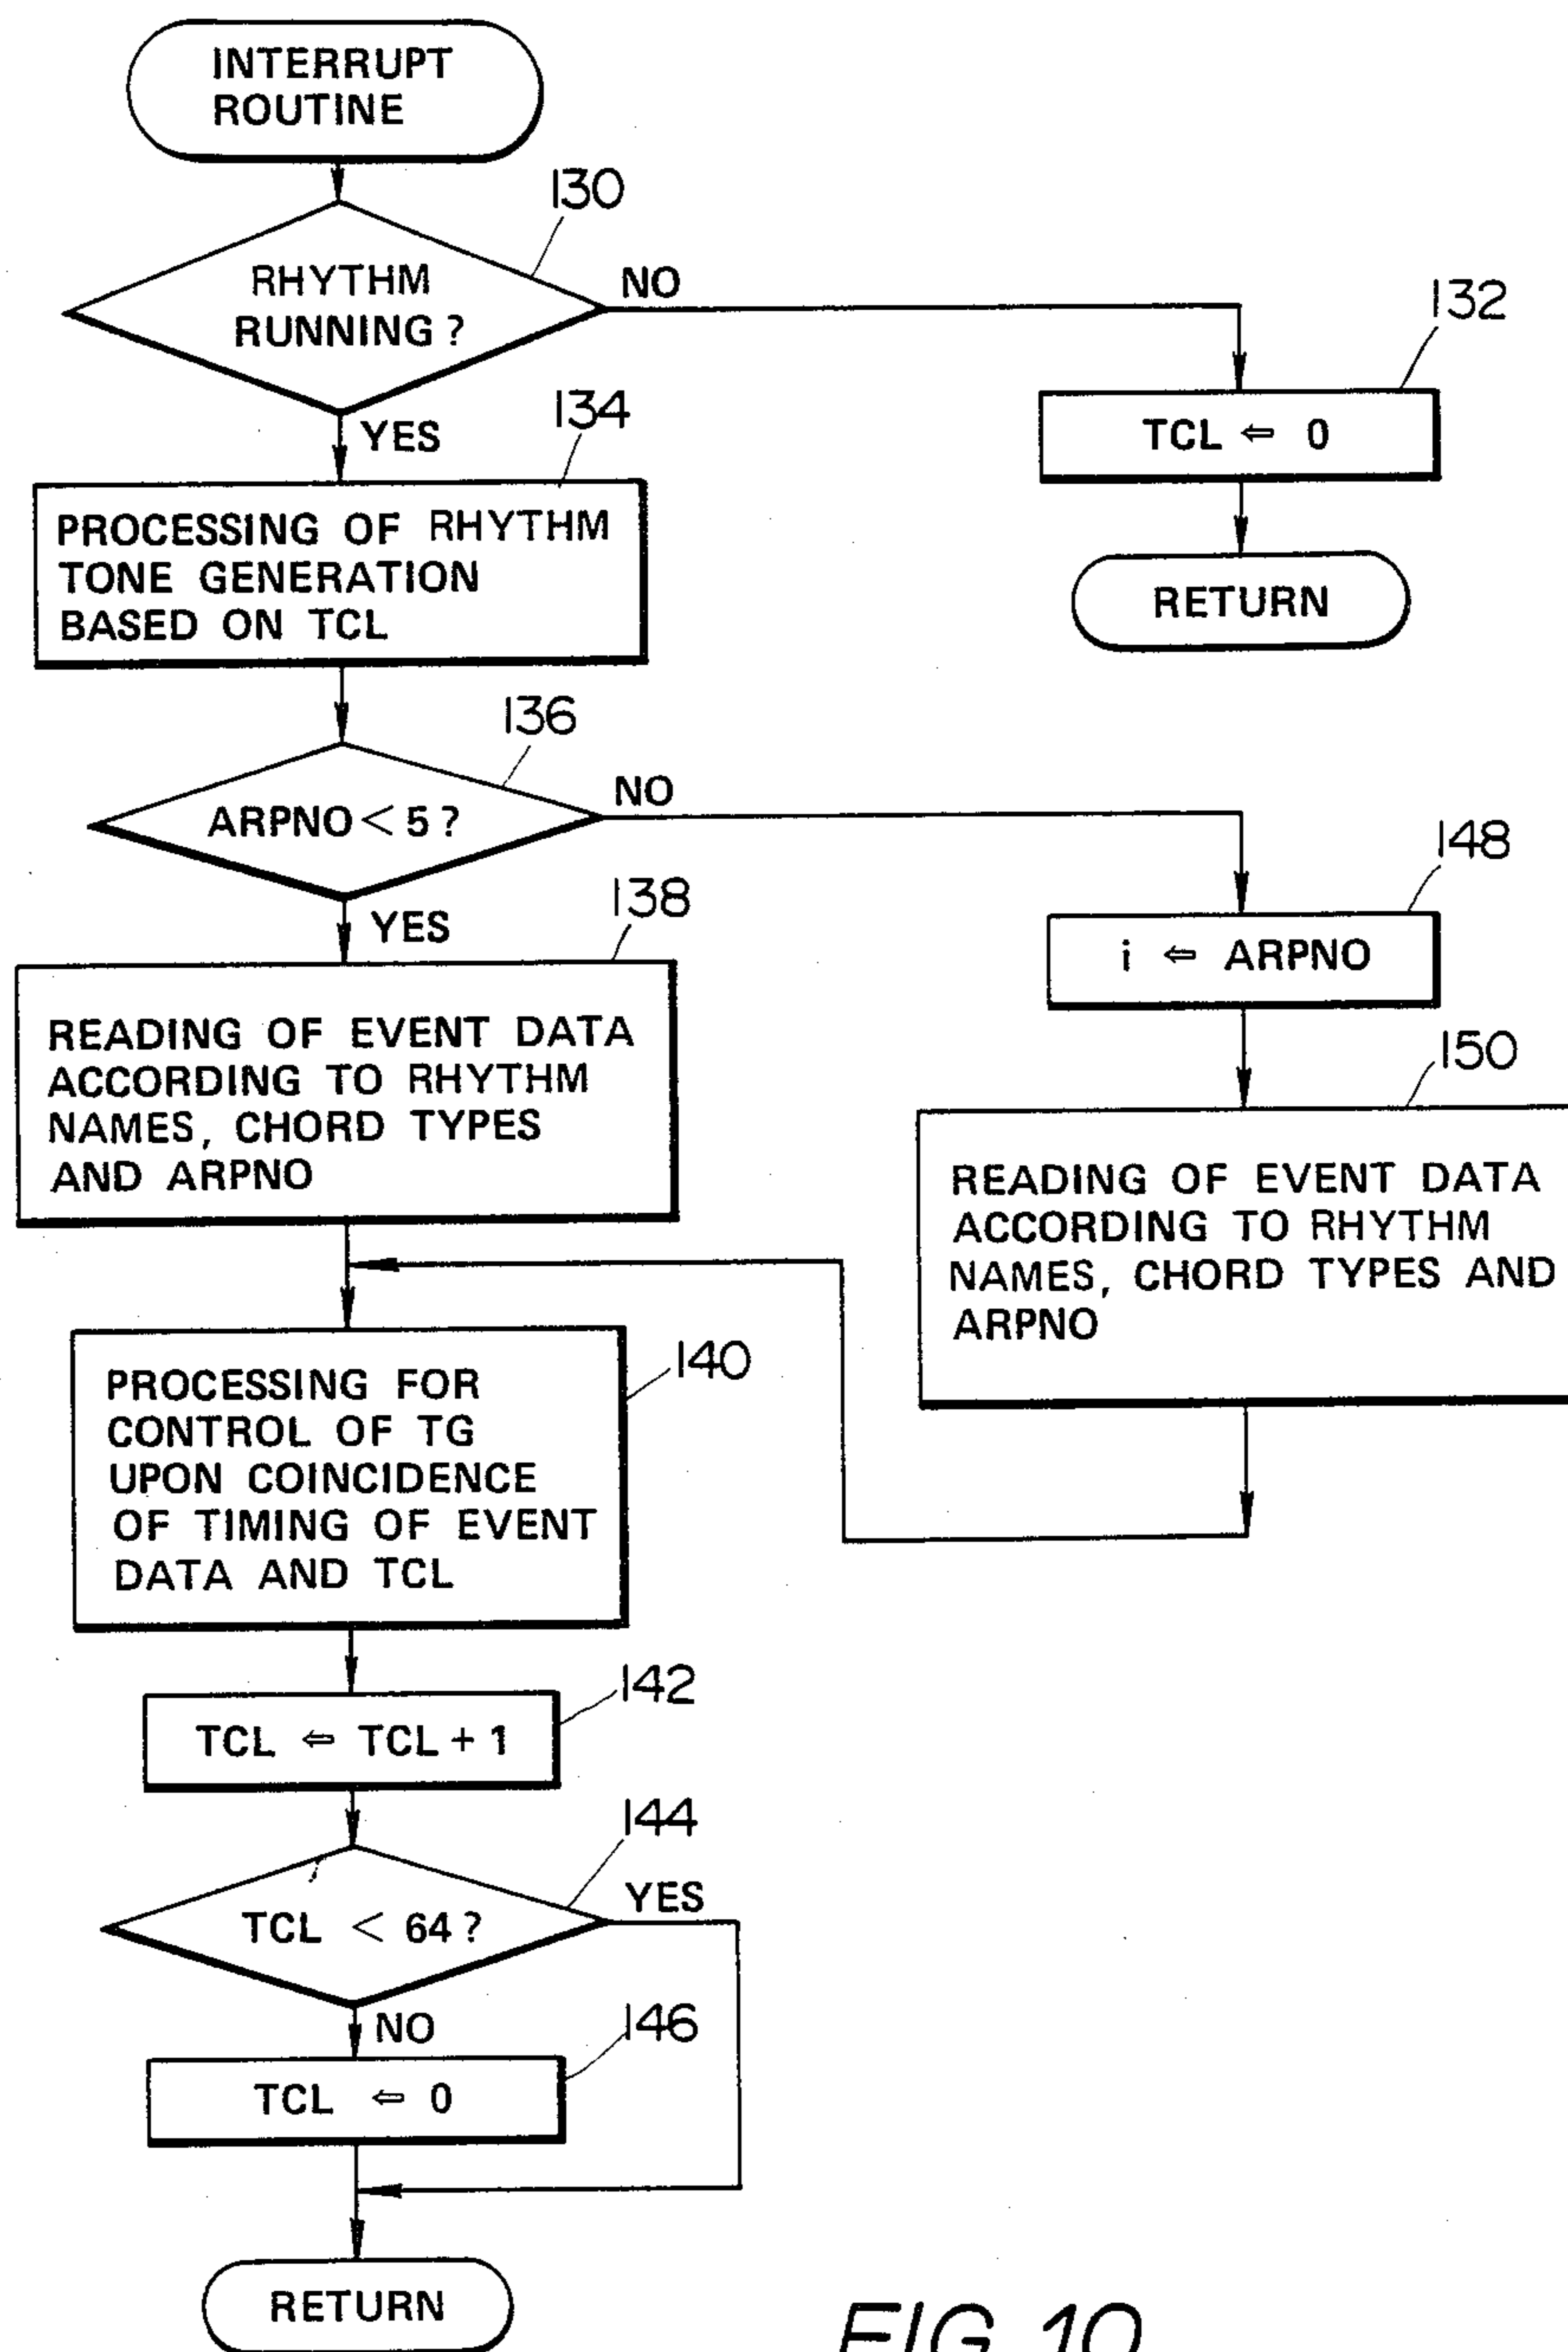 INTERRUPT
ROUTINE
130
RHYTHM
RUNNING ?
NO
132
TCL ⇐ 0
RETURN
YES
134
PROCESSING OF RHYTHM
TONE GENERATION
BASED ON TCL
136
ARPNO < 5 ?
NO
148
i ⇐ ARPNO
YES
138
READING OF EVENT DATA
ACCORDING TO RHYTHM
NAMES, CHORD TYPES
AND ARPNO
150
READING OF EVENT DATA
ACCORDING TO RHYTHM
NAMES, CHORD TYPES AND
ARPNO
140
PROCESSING FOR
CONTROL OF TG
UPON COINCIDENCE
OF TIMING OF EVENT
DATA AND TCL
142
TCL ⇐ TCL + 1
144
TCL < 64 ?
YES
NO
146
TCL ⇐ 0
RETURN
FIG. 10